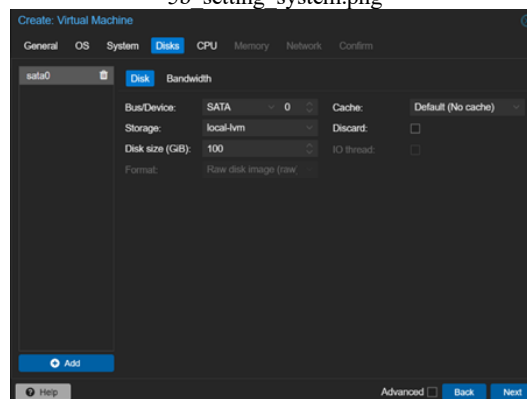 5b_setting_system.png
Create: Virtual Machine
General OS System Disks CPU Memory Network Confirm
sata0 Disk Bandwidth
Bus/Device: SATA 0 Cache: Default (No cache)
Storage: local-lvm Discard:
Disk size (GiB): 100 IO thread:
Format: Raw disk image (raw)
Add
Help Advanced Back Next